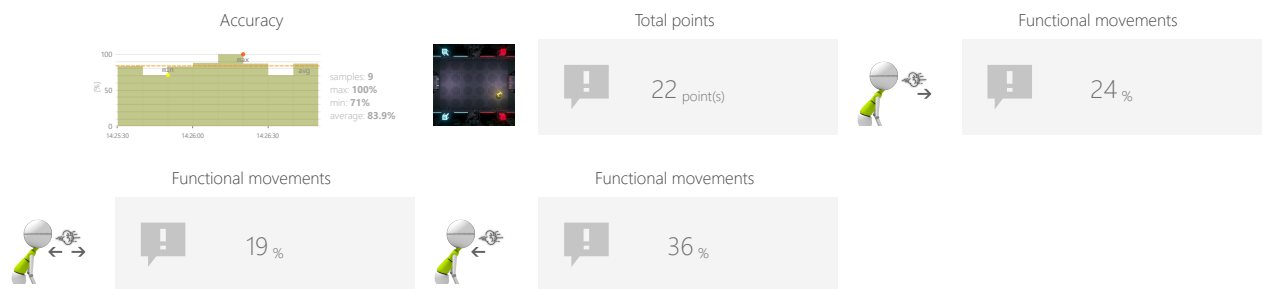 Accuracy
100
50
0
[%]
min
max
avg
14:25:30
14:26:00
14:26:30
samples: 9
max: 100%
min: 71%
average: 83.9%
Total points
22 point(s)
Functional movements
24 %
Functional movements
19 %
Functional movements
36 %